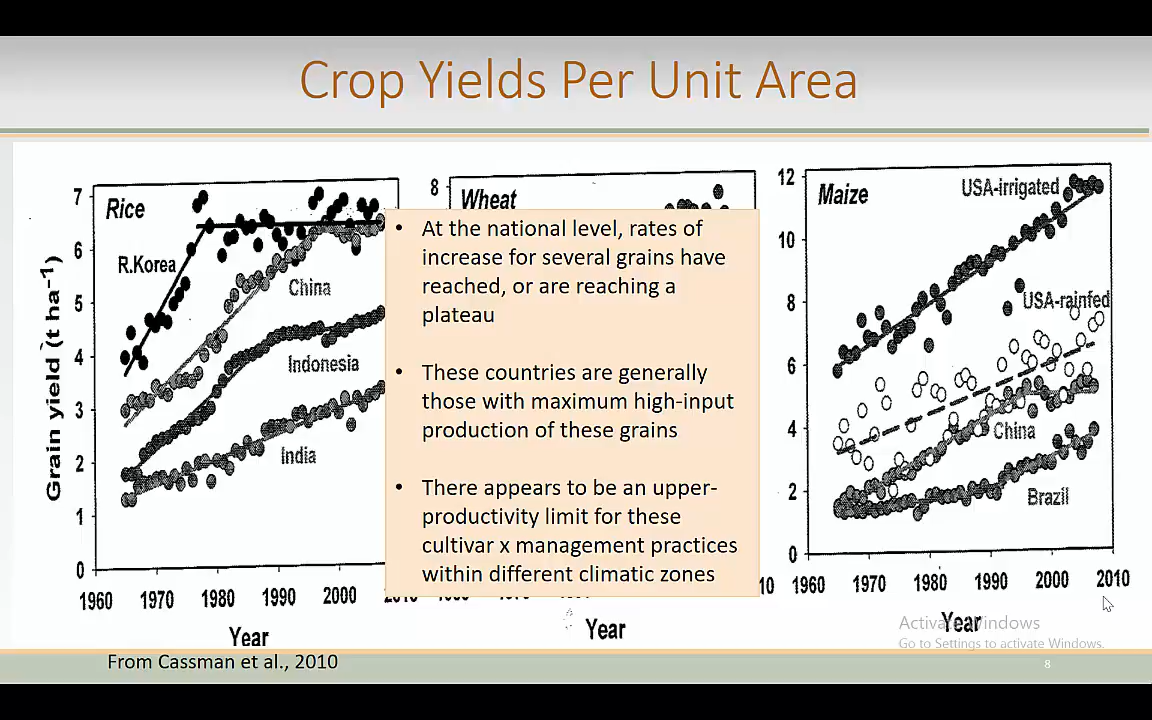 Crop Yields Per Unit Area
Grain yield (t ha⁻¹)
7
6
5
4
3
2
1
0
Rice
R.Korea
China
Indonesia
India
1960
1970
1980
1990
2000
Year
8
Wheat
• At the national level, rates of
increase for several grains have
reached, or are reaching a
plateau
• These countries are generally
those with maximum high-input
production of these grains
• There appears to be an upper-
productivity limit for these
cultivar x management practices
within different climatic zones
Year
12
10
8
6
4
2
0
Maize
USA-irrigated
USA-rainfed
China
Brazil
1960
1970
1980
1990
2000
2010
Year
Activate Windows
Go to Settings to activate Windows.
From Cassman et al., 2010
8